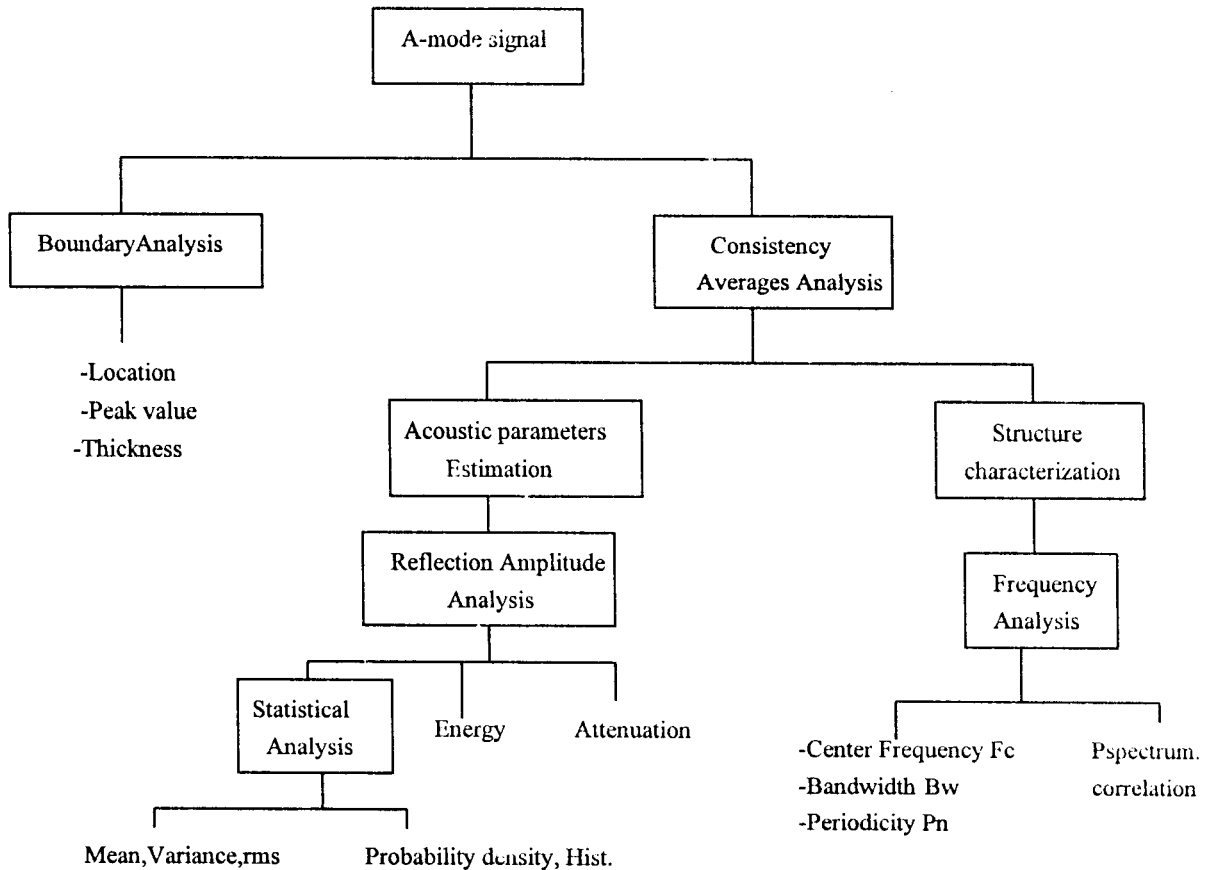 A-mode signal
BoundaryAnalysis
Consistency
Averages Analysis
-Location
-Peak value
-Thickness
Acoustic parameters
Estimation
Structure
characterization
Reflection Amplitude
Analysis
Frequency
Analysis
Statistical
Analysis
Energy
Attenuation
-Center Frequency Fc
-Bandwidth Bw
-Periodicity Pn
Pspectrum.
correlation
Mean,Variance,rms
Probability density, Hist.